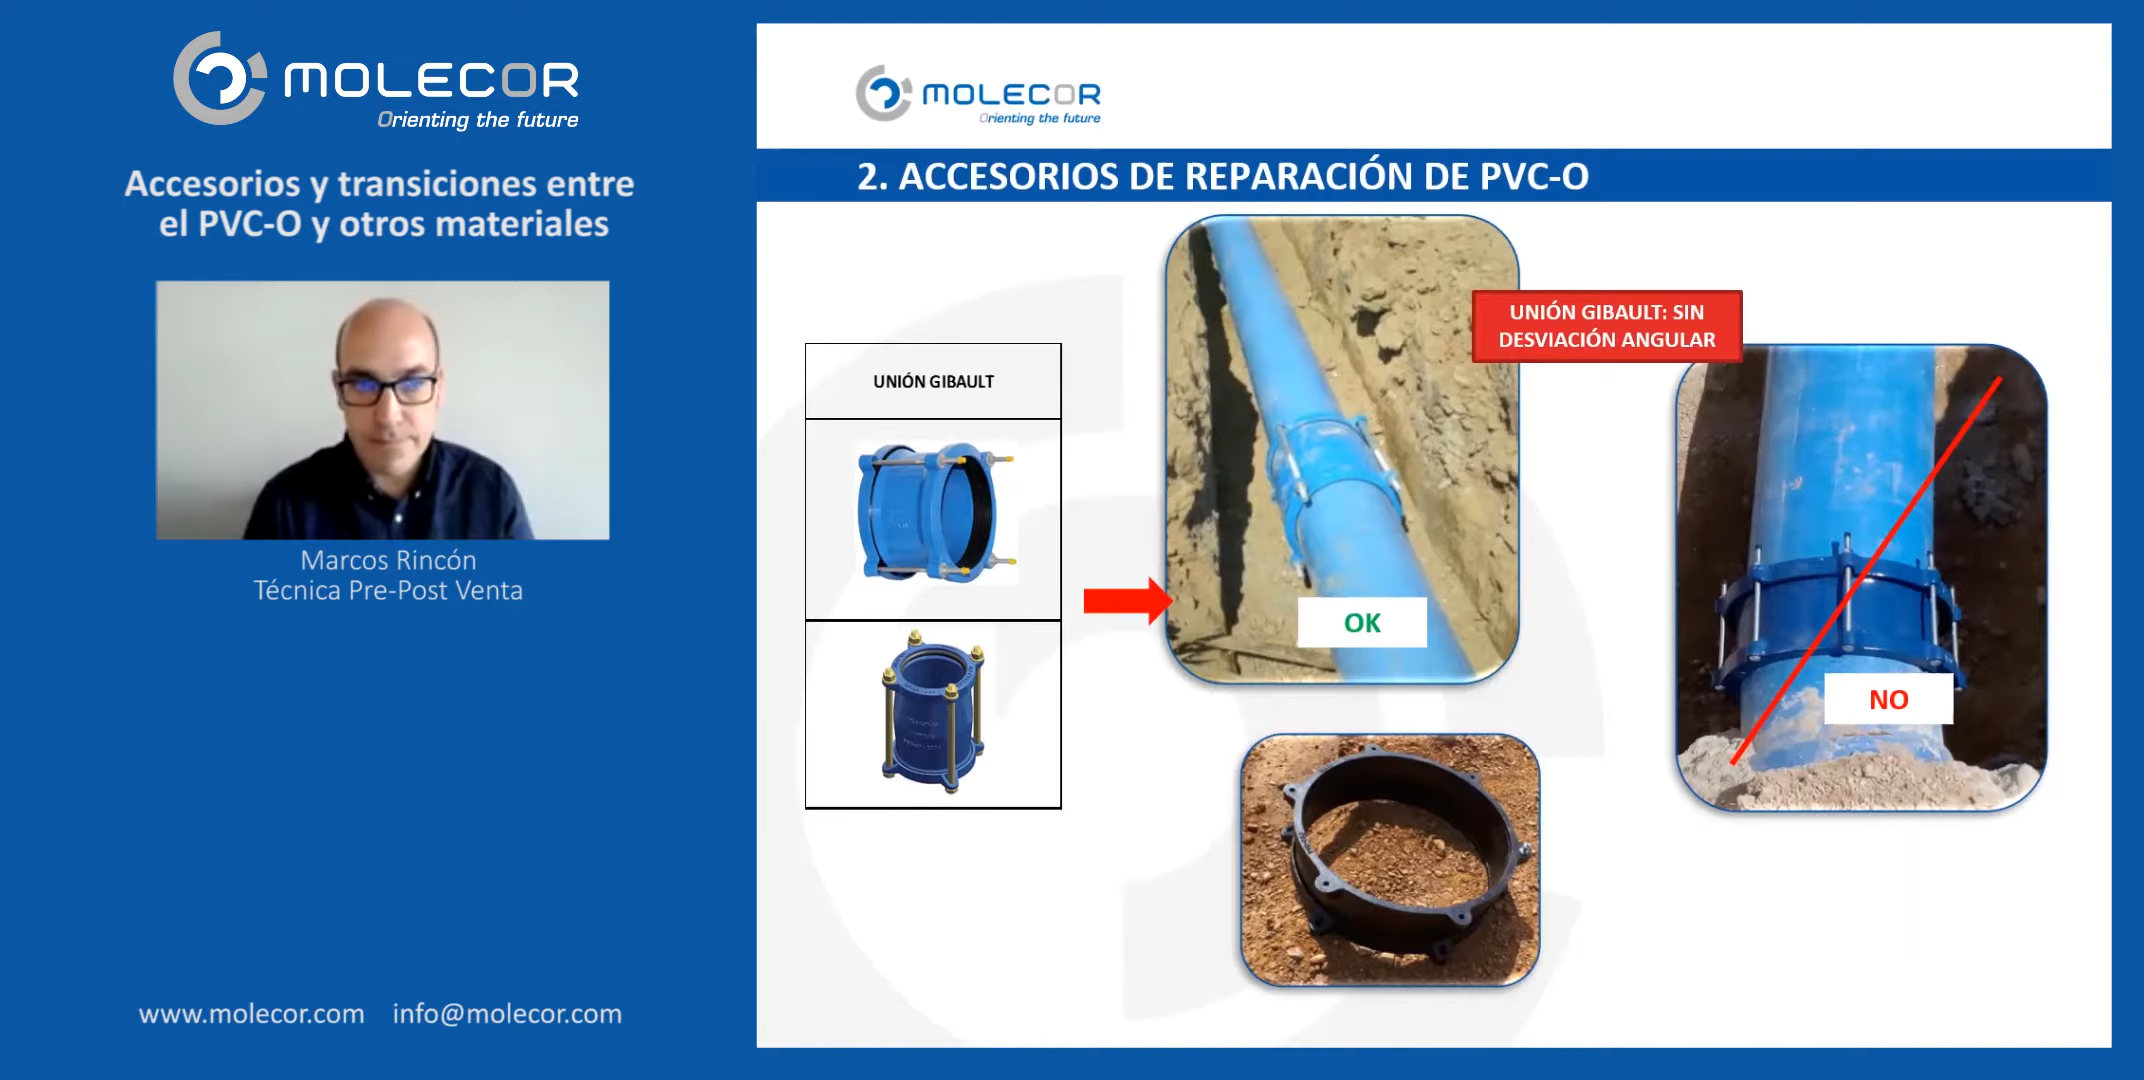 MOLECOR
Orienting the future
Accesorios y transiciones entre
el PVC-O y otros materiales
Marcos Rincón
Técnica Pre-Post Venta
www.molecor.com info@molecor.com
MOLECOR
Orienting the future
2. ACCESORIOS DE REPARACIÓN DE PVC-O
UNIÓN GIBAULT
UNIÓN GIBAULT: SIN
DESVIACIÓN ANGULAR
OK
NO